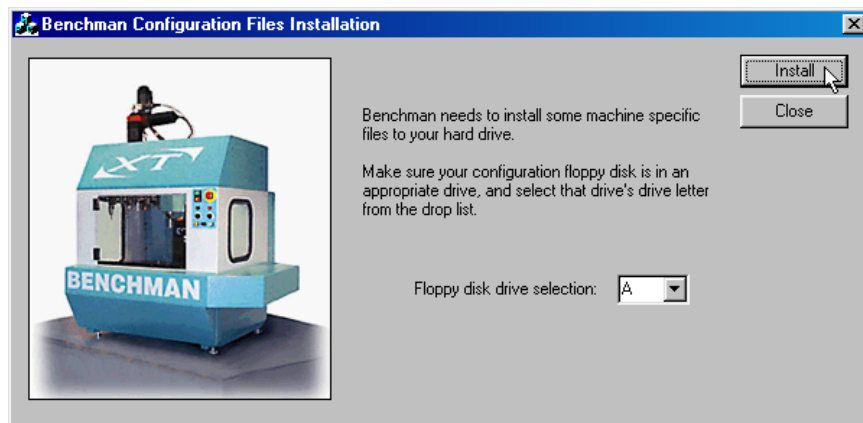 Benchman Configuration Files Installation
Install
Close
Benchman needs to install some machine specific
files to your hard drive.
Make sure your configuration floppy disk is in an
appropriate drive, and select that drive's drive letter
from the drop list.
Floppy disk drive selection: A
XT
BENCHMAN